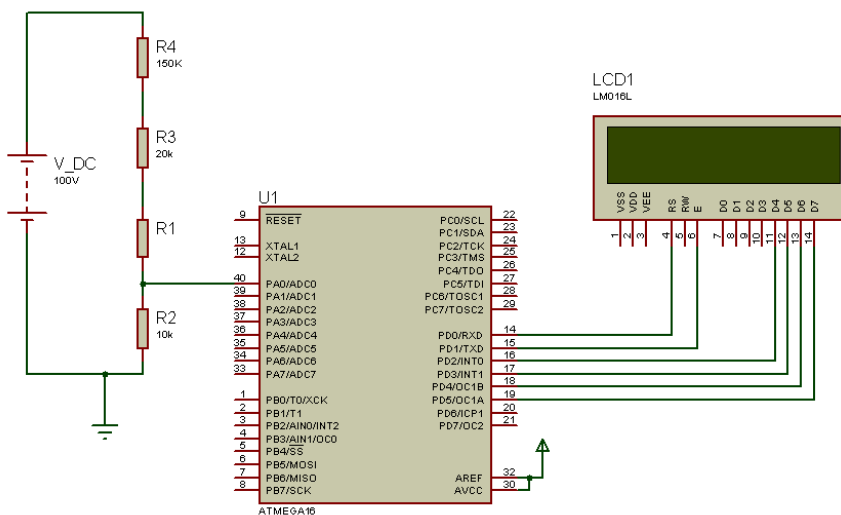 R4
150K
R3
20k
V_DC
100V
R1
R2
10k
U1
9 RESET
13 XTAL1
12 XTAL2
40 PA0/ADC0
39 PA1/ADC1
38 PA2/ADC2
37 PA3/ADC3
36 PA4/ADC4
35 PA5/ADC5
34 PA6/ADC6
33 PA7/ADC7
1 PB0/T0/XCK
2 PB1/T1
3 PB2/AIN0/INT2
4 PB3/AIN1/OC0
5 PB4/SS
6 PB5/MOSI
7 PB6/MISO
8 PB7/SCK
PC0/SCL 22
PC1/SDA 23
PC2/TCK 24
PC3/TMS 25
PC4/TDO 26
PC5/TDI 27
PC6/TOSC1 28
PC7/TOSC2 29
PD0/RXD 14
PD1/TXD 15
PD2/INT0 16
PD3/INT1 17
PD4/OC1B 18
PD5/OC1A 19
PD6/ICP1 20
PD7/OC2 21
AREF 32
AVCC 30
ATMEGA16
LCD1
LM016L
VSS VDD VEE RS RW E D0 D1 D2 D3 D4 D5 D6 D7
1 2 3 4 5 6 7 8 9 10 11 12 13 14